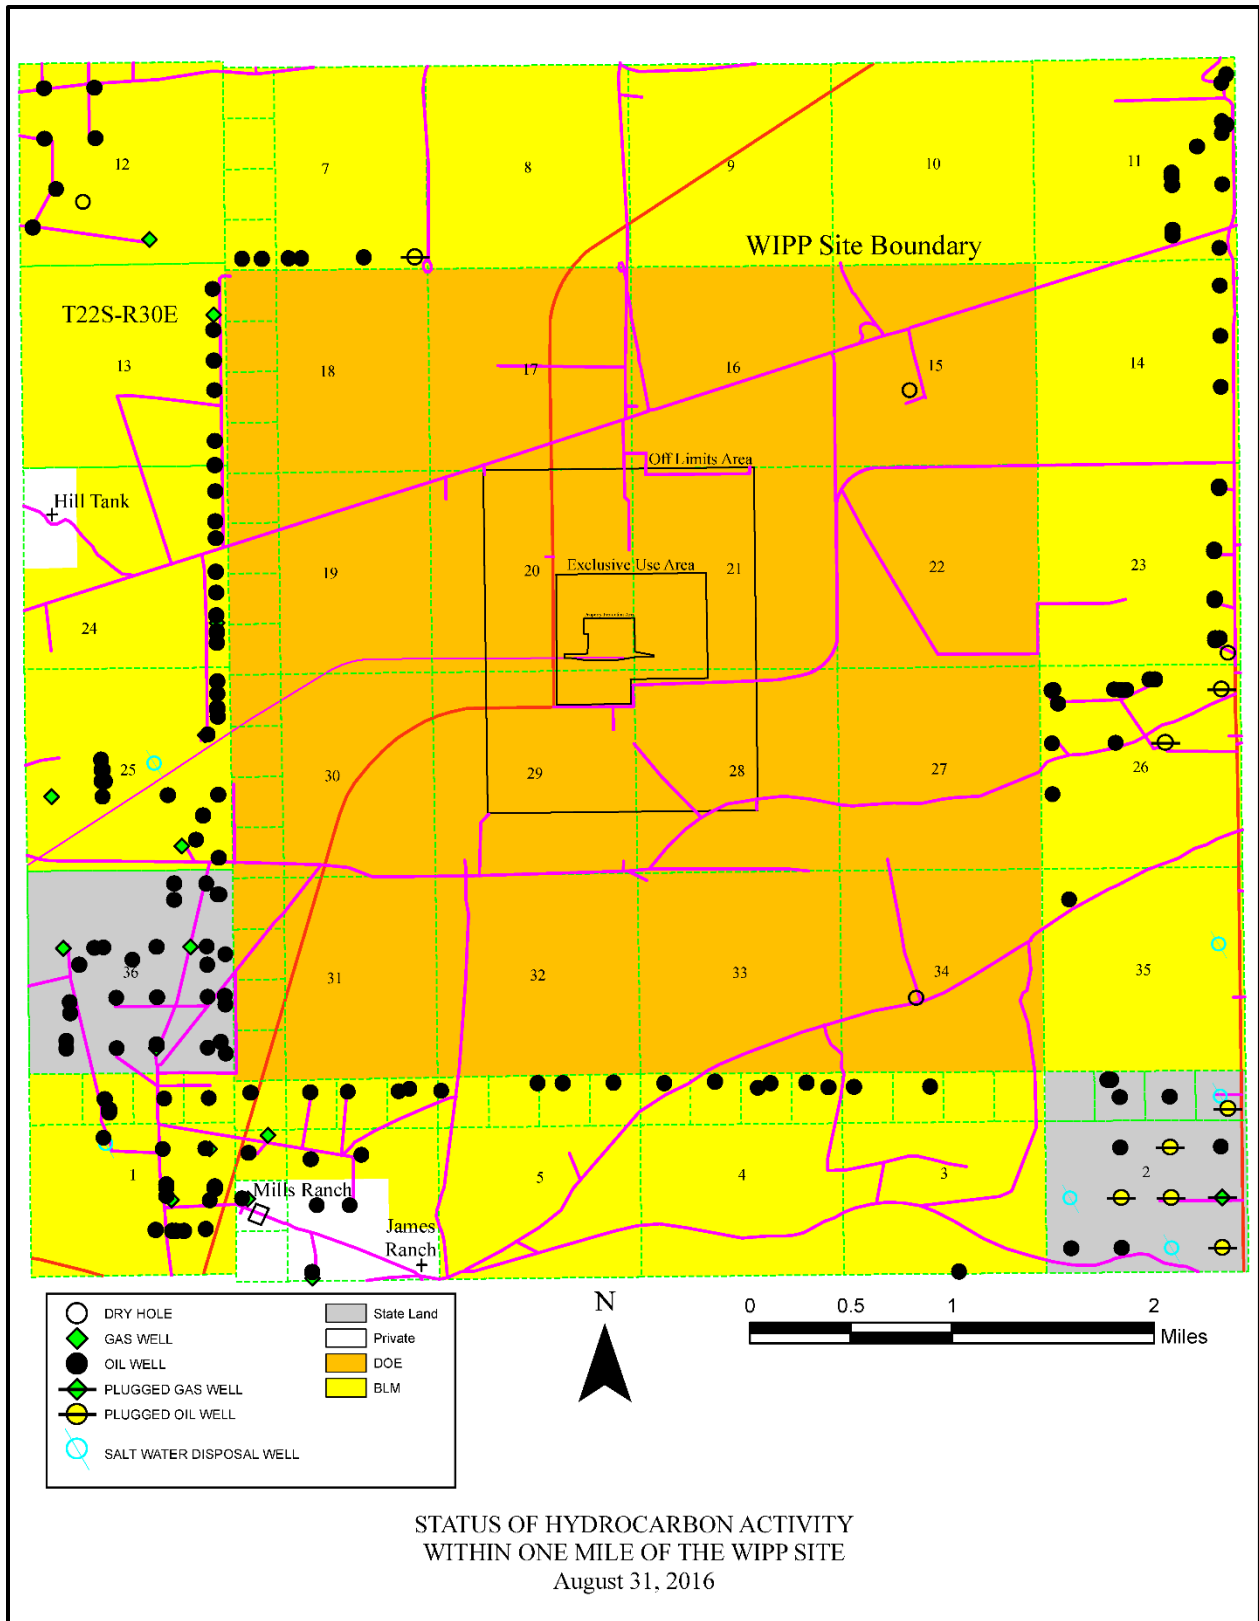 12
7
8
9
10
11
WIPP Site Boundary
T22S-R30E
13
18
17
16
15
14
Off Limits Area
Hill Tank
19
20
Exclusive Use Area
21
22
23
24
25
30
29
28
27
26
36
31
32
33
34
35
1
Mills Ranch
James
Ranch
5
4
3
2
DRY HOLE
GAS WELL
OIL WELL
PLUGGED GAS WELL
PLUGGED OIL WELL
SALT WATER DISPOSAL WELL
State Land
Private
DOE
BLM
N
0 0.5 1 2
Miles
STATUS OF HYDROCARBON ACTIVITY
WITHIN ONE MILE OF THE WIPP SITE
August 31, 2016